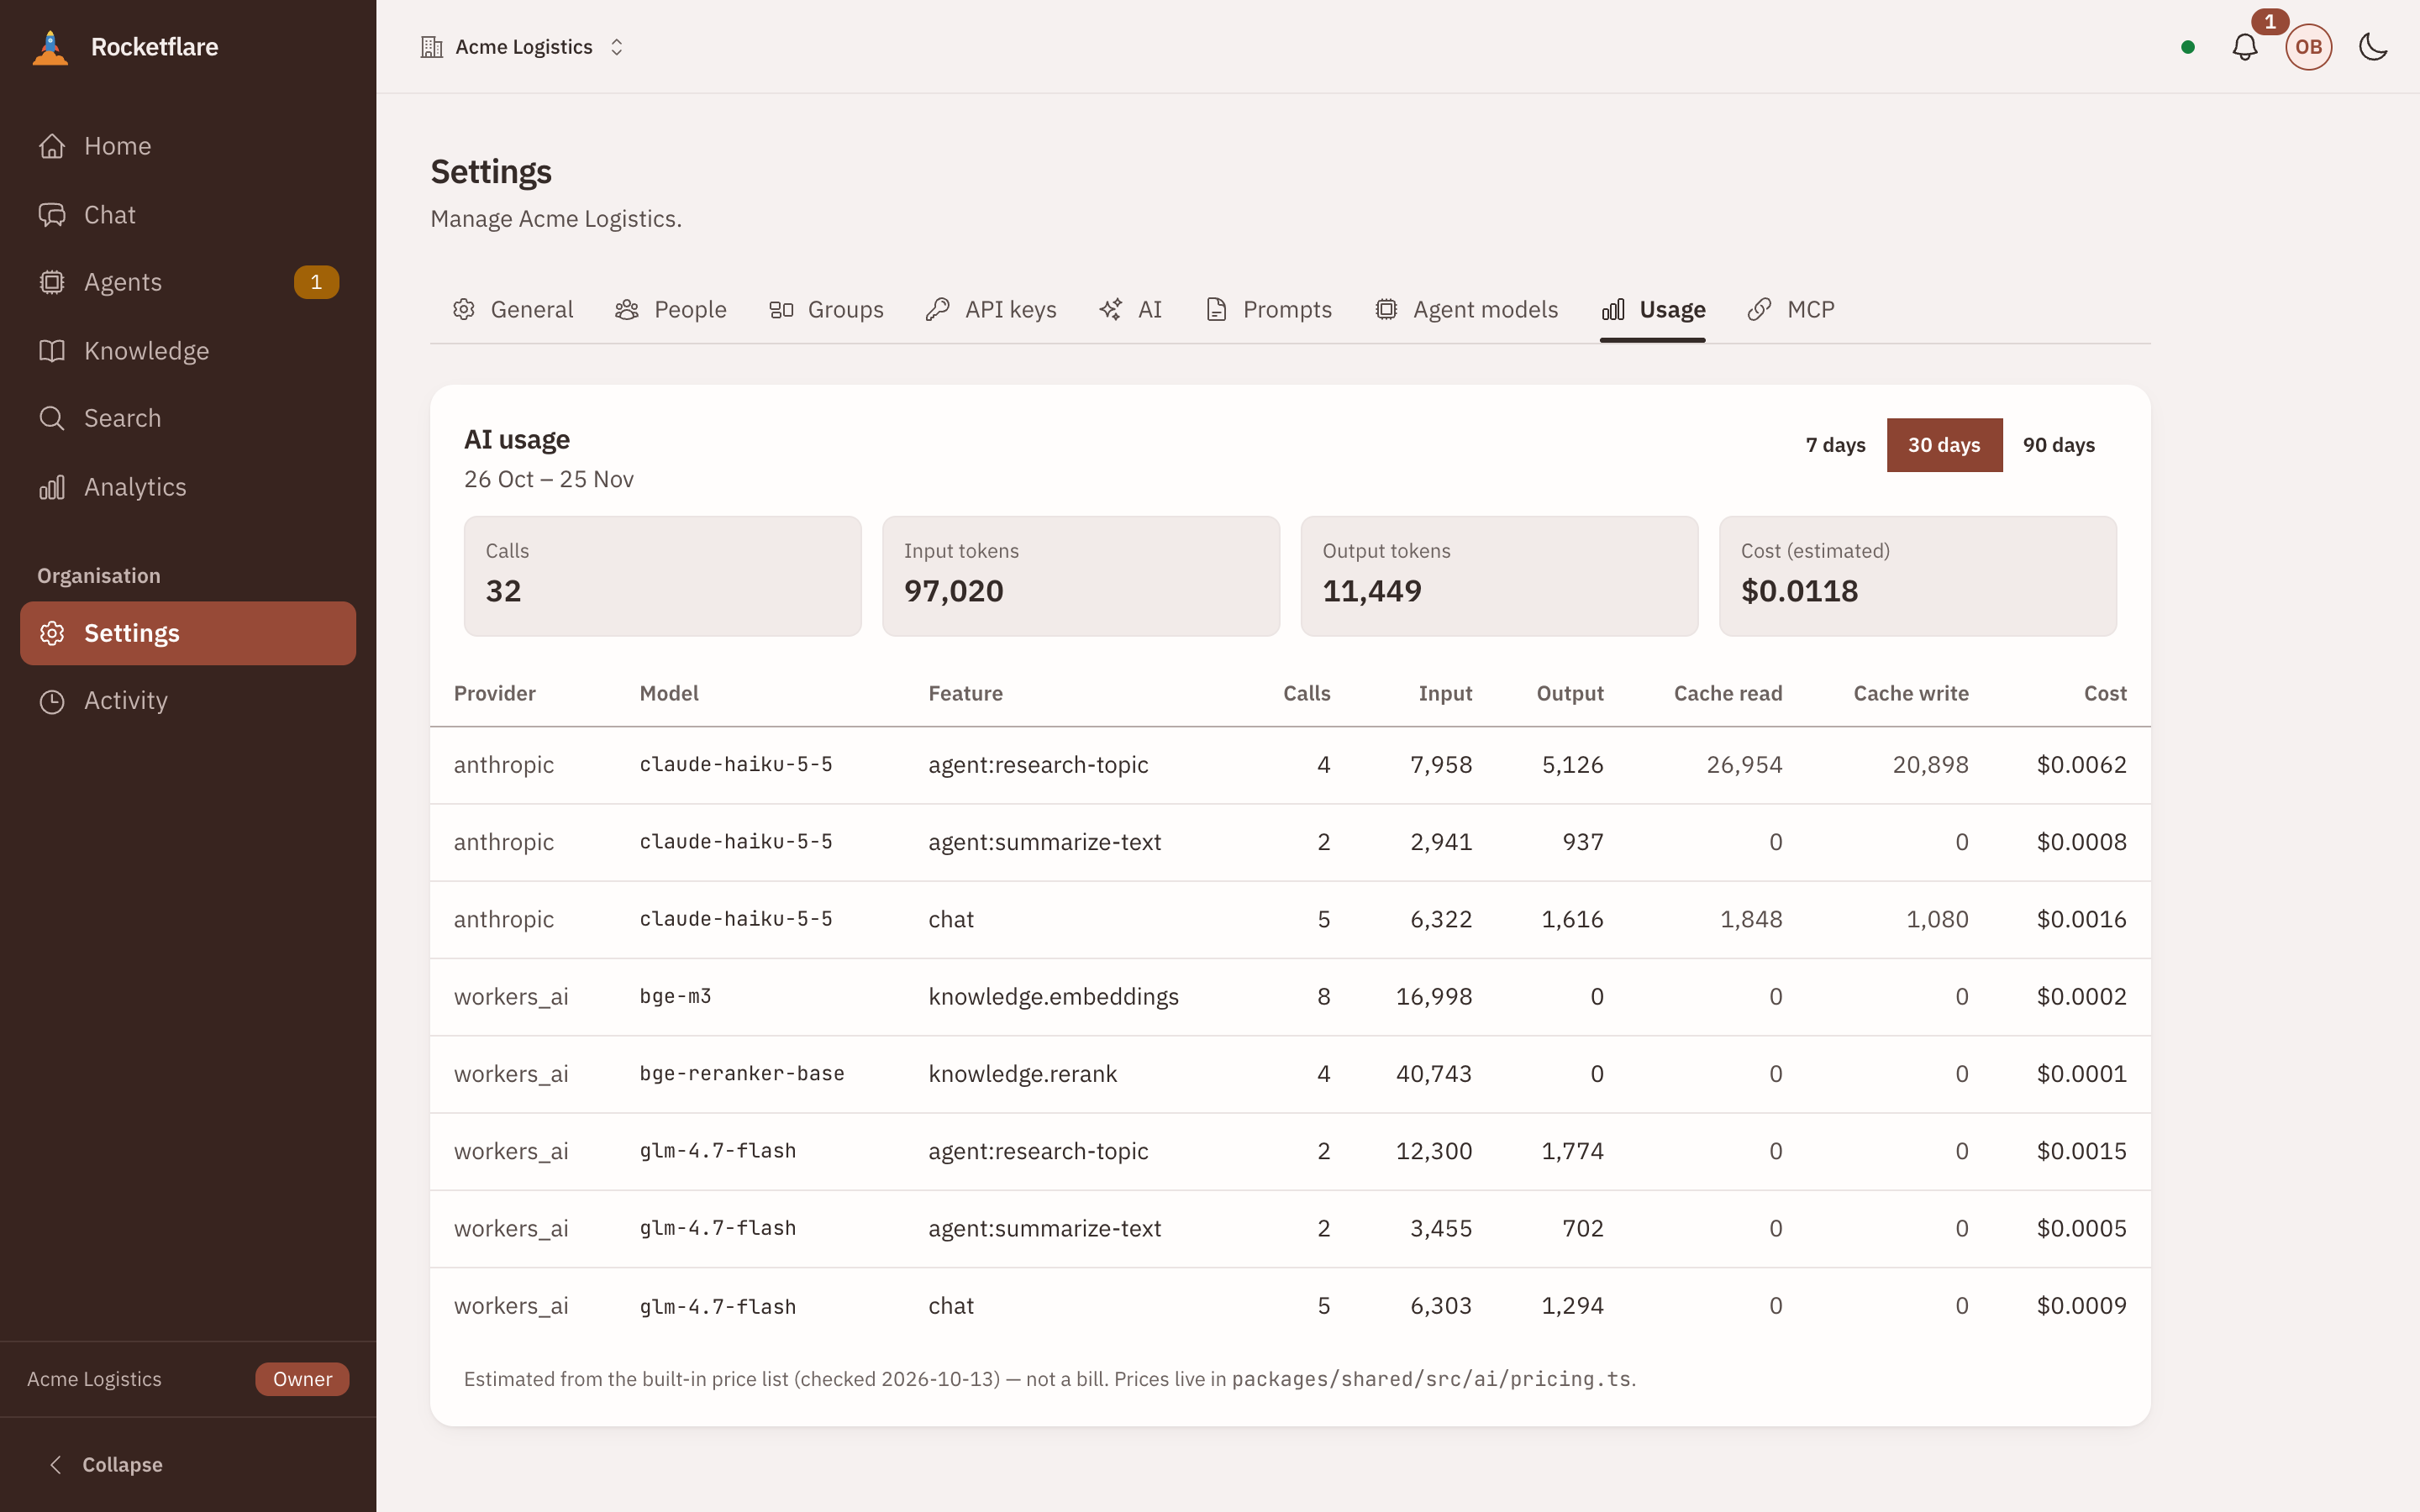 Rocketflare
Home
Chat
Agents 1
Knowledge
Search
Analytics
Organisation
Settings
Activity
Acme Logistics Owner
Collapse
Acme Logistics
1
OB
Settings
Manage Acme Logistics.
General People Groups API keys AI Prompts Agent models Usage MCP
AI usage
26 Oct – 25 Nov
7 days 30 days 90 days
Calls
32
Input tokens
97,020
Output tokens
11,449
Cost (estimated)
$0.0118
Provider Model Feature Calls Input Output Cache read Cache write Cost
anthropic claude-haiku-5-5 agent:research-topic 4 7,958 5,126 26,954 20,898 $0.0062
anthropic claude-haiku-5-5 agent:summarize-text 2 2,941 937 0 0 $0.0008
anthropic claude-haiku-5-5 chat 5 6,322 1,616 1,848 1,080 $0.0016
workers_ai bge-m3 knowledge.embeddings 8 16,998 0 0 0 $0.0002
workers_ai bge-reranker-base knowledge.rerank 4 40,743 0 0 0 $0.0001
workers_ai glm-4.7-flash agent:research-topic 2 12,300 1,774 0 0 $0.0015
workers_ai glm-4.7-flash agent:summarize-text 2 3,455 702 0 0 $0.0005
workers_ai glm-4.7-flash chat 5 6,303 1,294 0 0 $0.0009
Estimated from the built-in price list (checked 2026-10-13) — not a bill. Prices live in packages/shared/src/ai/pricing.ts.